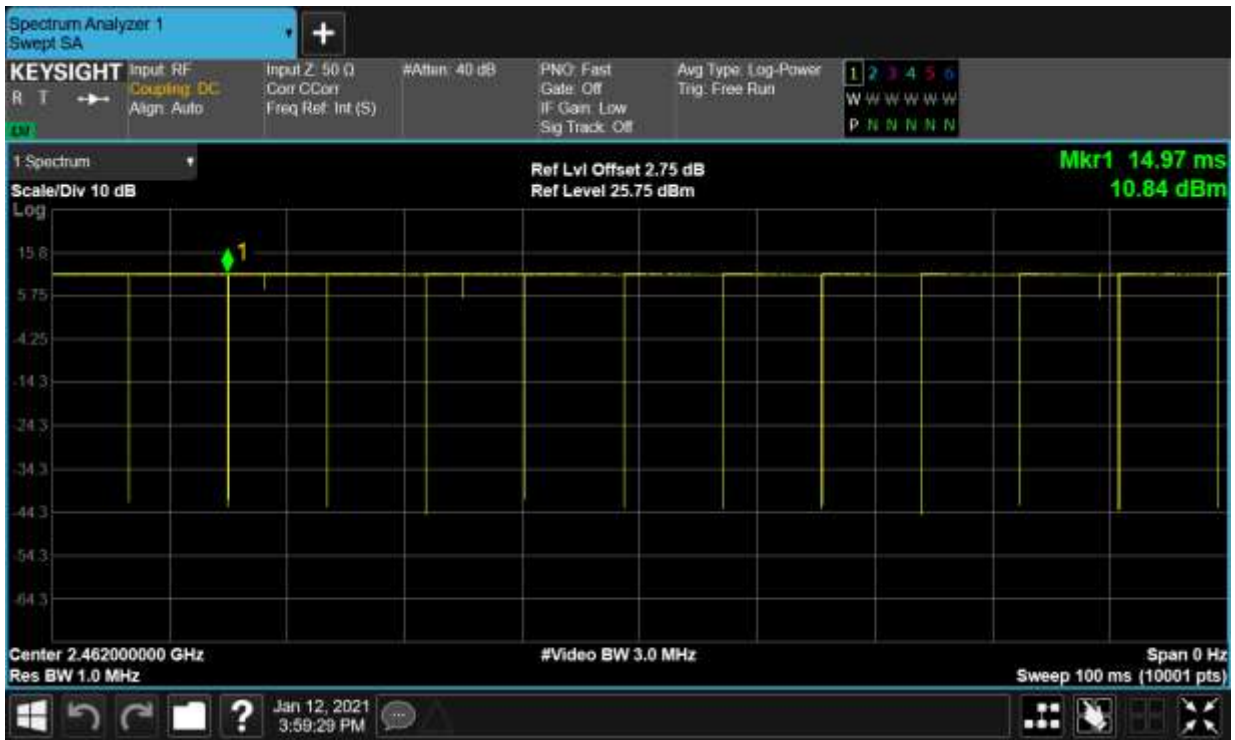 Spectrum Analyzer 1
Swept SA
KEYSIGHT
R T
Input: RF
Coupling: DC
Align: Auto
Input Z: 50 Ω
Corr CCorr
Freq Ref: Int (S)
#Atten: 40 dB
PNO: Fast
Gate: Off
IF Gain: Low
Sig Track: Off
Avg Type: Log-Power
Trig: Free Run
1 2 3 4 5 6
W W W W W W
P N N N N N
1 Spectrum
Scale/Div 10 dB
Log
Ref Lvl Offset 2.75 dB
Ref Level 25.75 dBm
Mkr1 14.97 ms
10.84 dBm
1
15.8
5.75
-4.25
-14.3
-24.3
-34.3
-44.3
-54.3
-64.3
Center 2.462000000 GHz
Res BW 1.0 MHz
#Video BW 3.0 MHz
Span 0 Hz
Sweep 100 ms (10001 pts)
?
Jan 12, 2021
3:59:29 PM